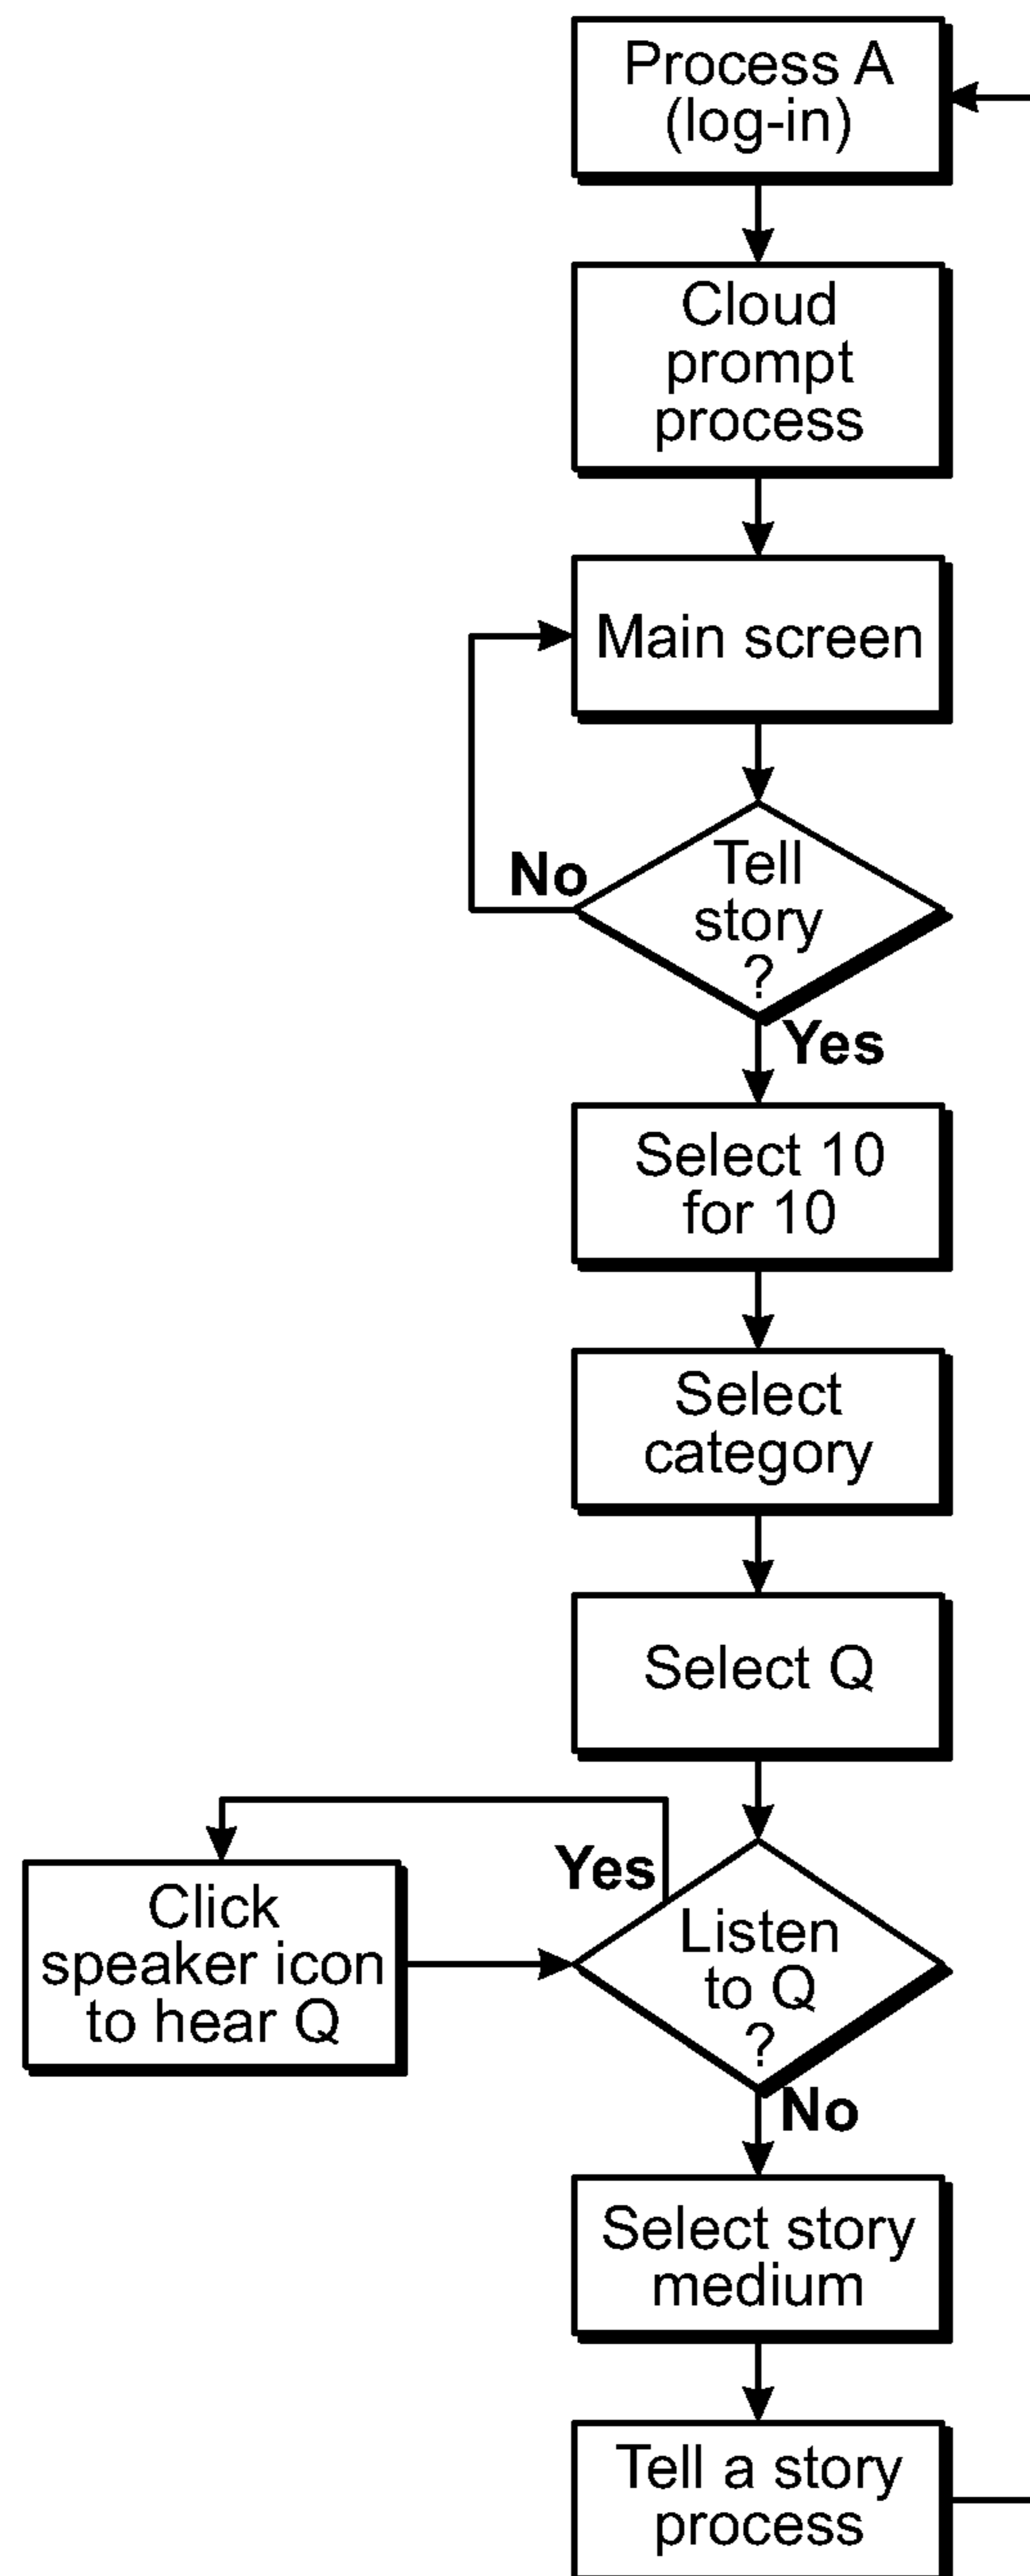 Process A
(log-in)
Cloud
prompt
process
Main screen
Tell
story
?
No
Yes
Select 10
for 10
Select
category
Select Q
Yes
Click
speaker icon
to hear Q
Listen
to Q
?
No
Select story
medium
Tell a story
process